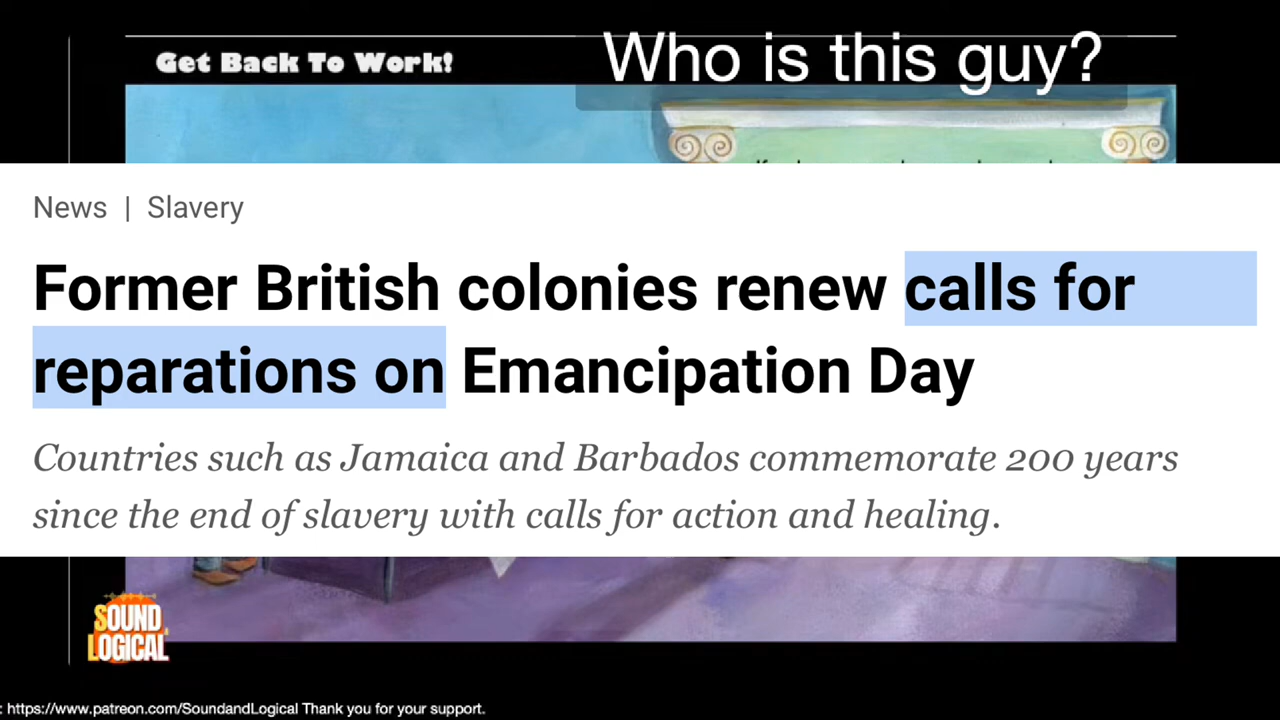 Who is this guy?
Get Back To Work!
News | Slavery
Former British colonies renew calls for
reparations on Emancipation Day
Countries such as Jamaica and Barbados commemorate 200 years
since the end of slavery with calls for action and healing.
SOUND
LOGICAL
: https://www.patreon.com/SoundandLogical Thank you for your support.